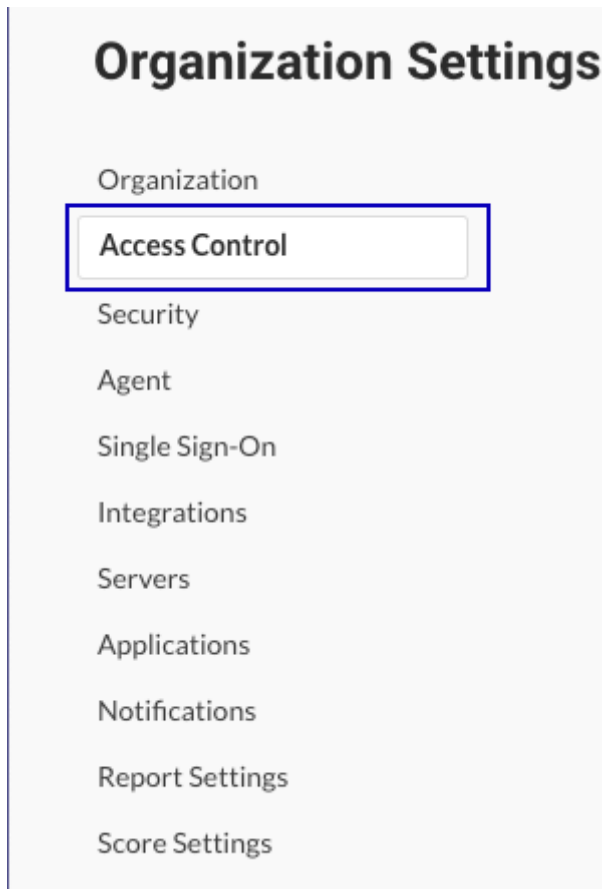 Organization Settings
Organization
Access Control
Security
Agent
Single Sign-On
Integrations
Servers
Applications
Notifications
Report Settings
Score Settings